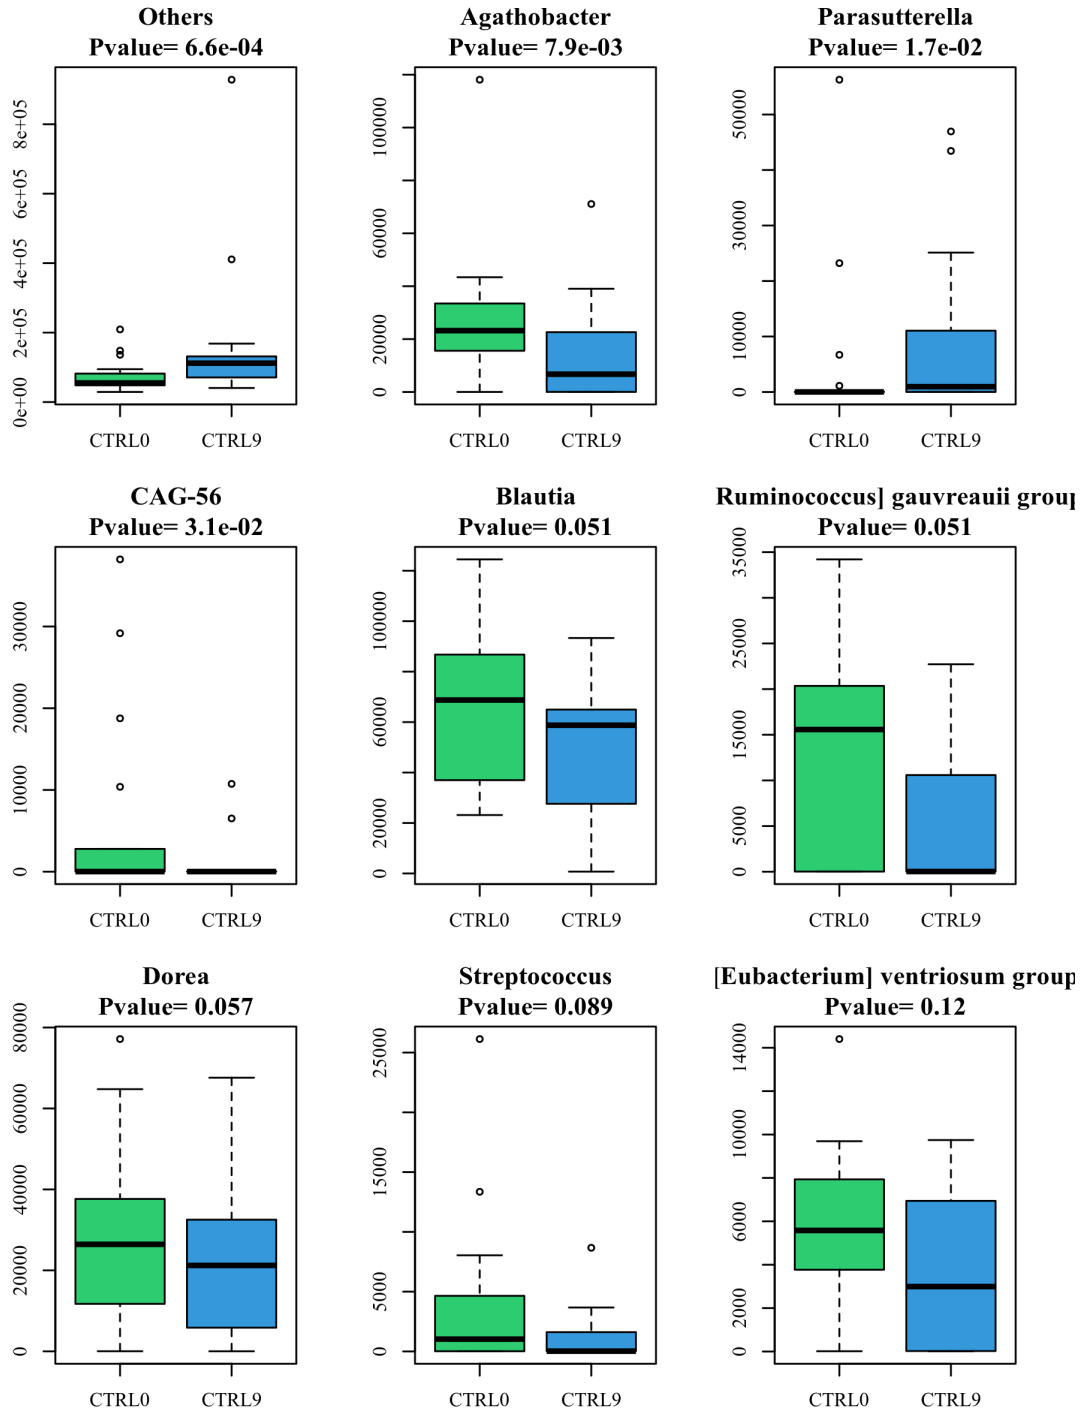 Others
Pvalue= 6.6e-04
0e+00 2e+05 4e+05 6e+05 8e+05
CTRL0 CTRL9
Agathobacter
Pvalue= 7.9e-03
0 20000 60000 100000
CTRL0 CTRL9
Parasutterella
Pvalue= 1.7e-02
0 10000 30000 50000
CTRL0 CTRL9
CAG-56
Pvalue= 3.1e-02
0 10000 20000 30000
CTRL0 CTRL9
Blautia
Pvalue= 0.051
0 20000 60000 100000
CTRL0 CTRL9
Ruminococcus] gauvreauii group
Pvalue= 0.051
0 5000 15000 25000 35000
CTRL0 CTRL9
Dorea
Pvalue= 0.057
0 20000 40000 60000 80000
CTRL0 CTRL9
Streptococcus
Pvalue= 0.089
0 5000 15000 25000
CTRL0 CTRL9
[Eubacterium] ventriosum group
Pvalue= 0.12
0 2000 6000 10000 14000
CTRL0 CTRL9